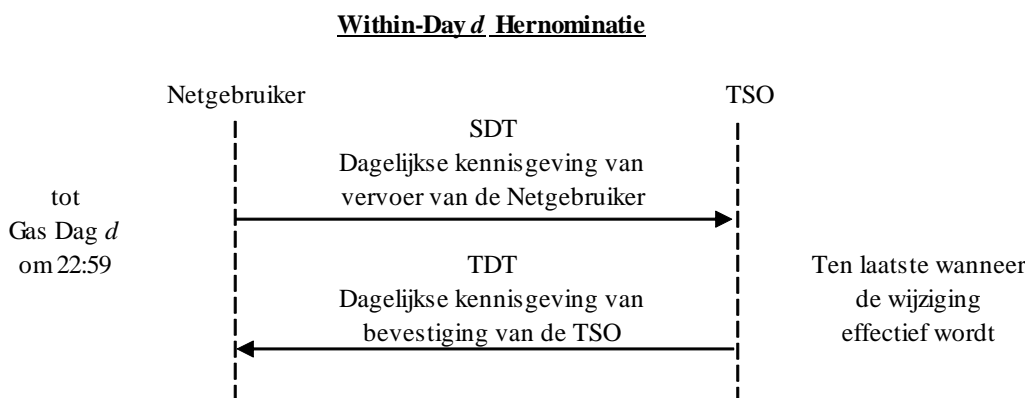 Within-Day d Hernominatie
Netgebruiker
TSO
SDT
Dagelijkse kennisgeving van
vervoer van de Netgebruiker
tot
Gas Dag d
om 22:59
TDT
Dagelijkse kennisgeving van
bevestiging van de TSO
Ten laatste wanneer
de wijziging
effectief wordt